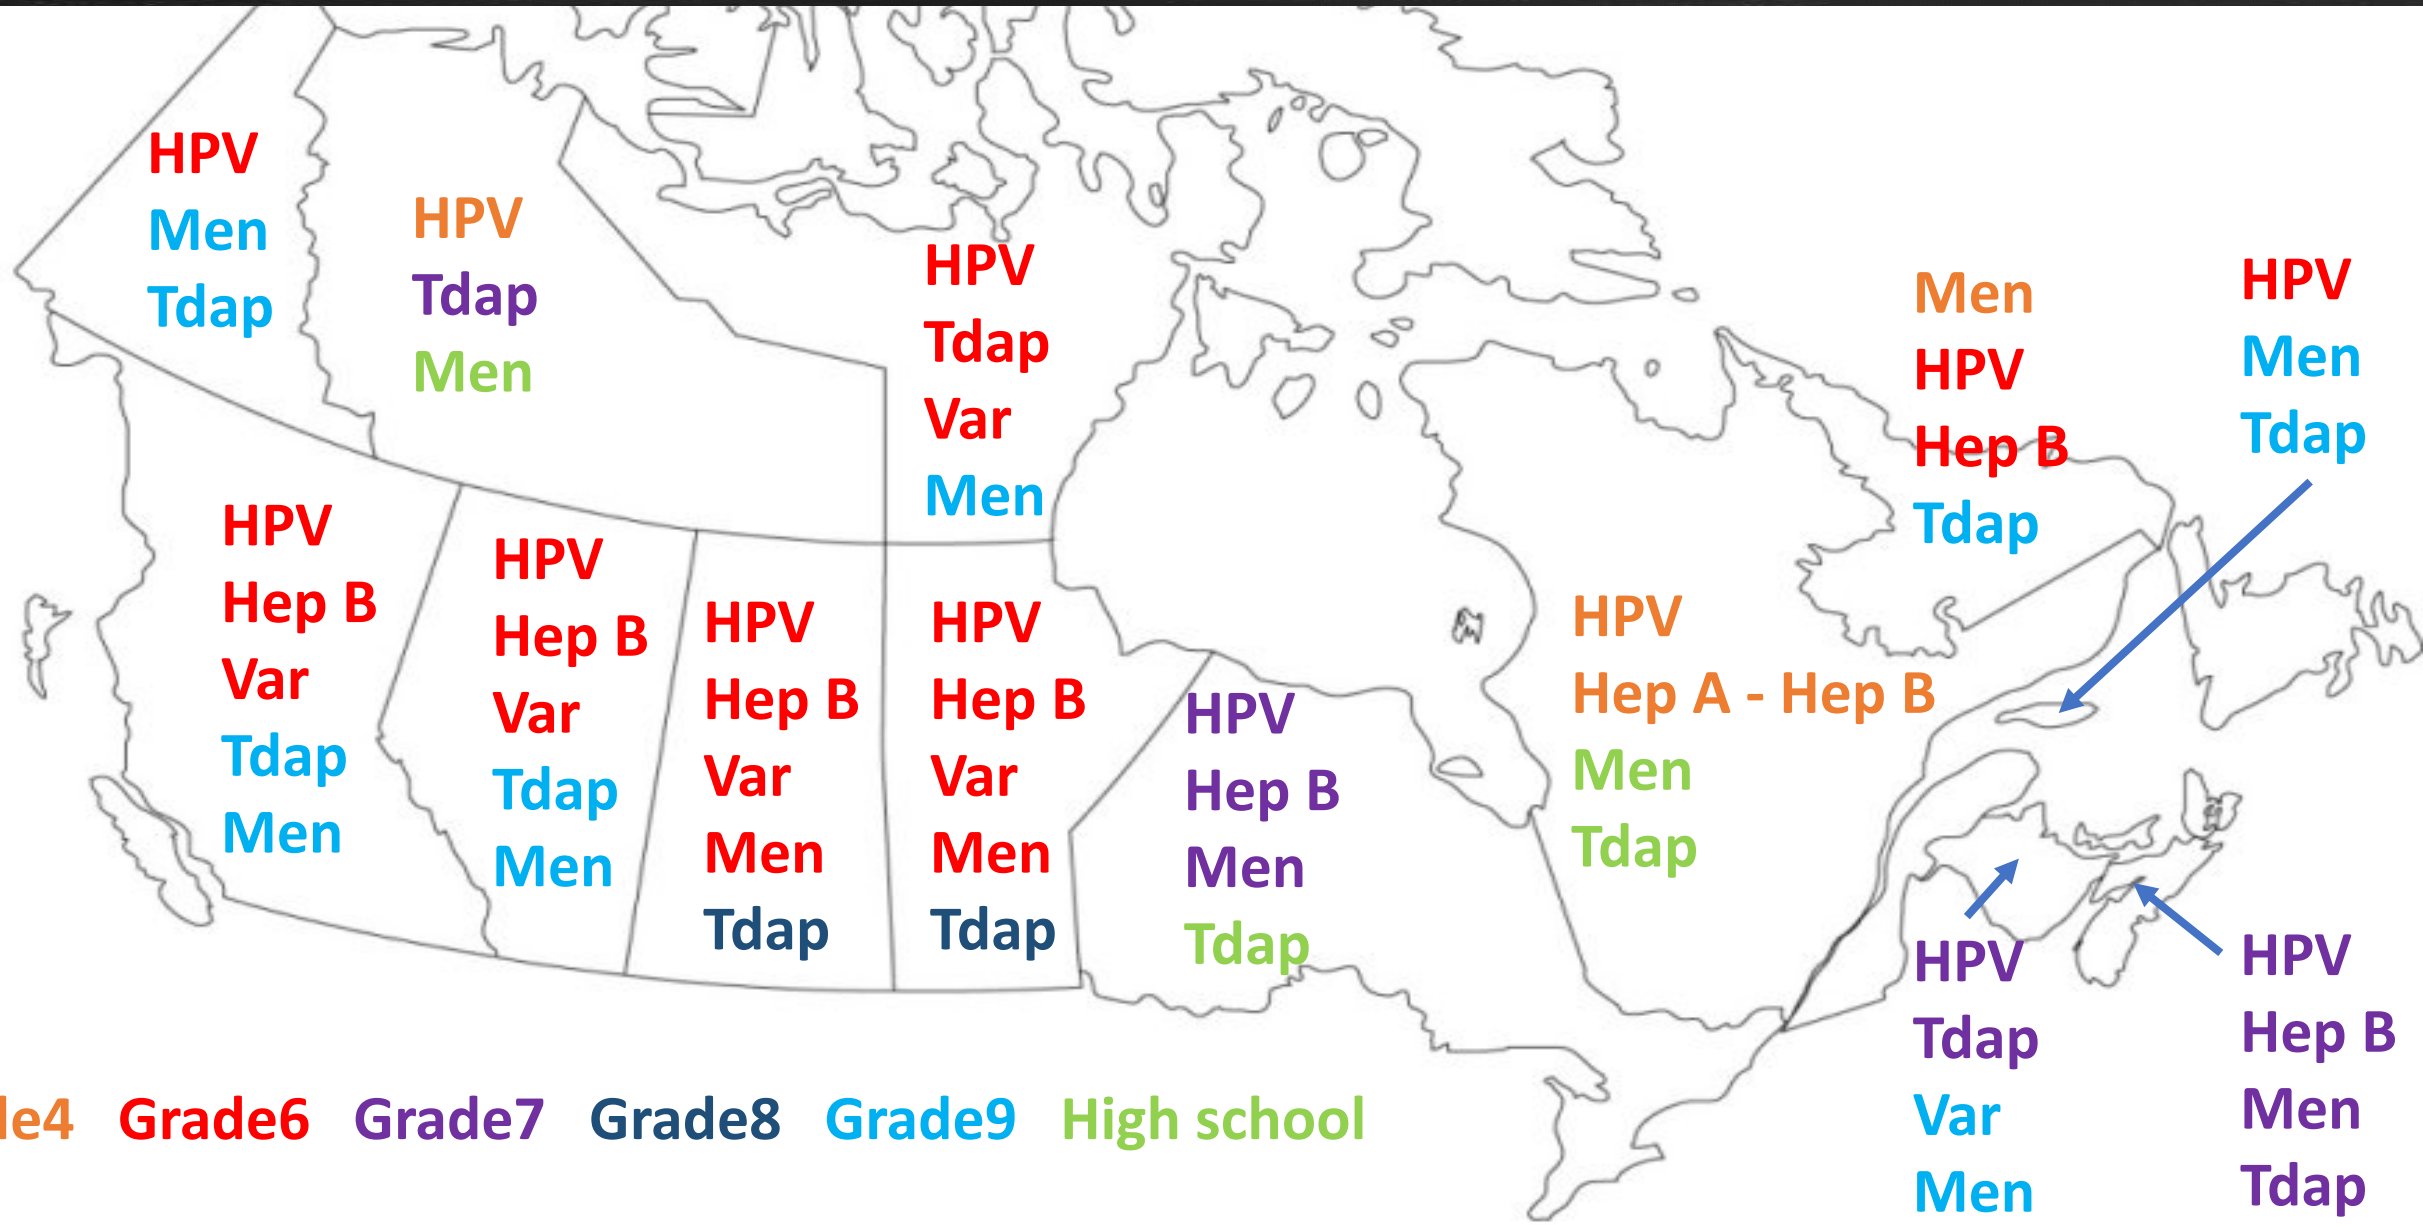 HPV
Men
Tdap
HPV
Tdap
Men
HPV
Tdap
Var
Men
Men
HPV
Hep B
Tdap
HPV
Men
Tdap
HPV
Hep B
Var
Tdap
Men
HPV
Hep B
Var
Tdap
Men
HPV
Hep B
Var
Men
Tdap
HPV
Hep B
Var
Men
Tdap
HPV
Hep B
Men
Tdap
HPV
Hep A - Hep B
Men
Tdap
HPV
Tdap
Var
Men
HPV
Hep B
Men
Tdap
le4 Grade6 Grade7 Grade8 Grade9 High school